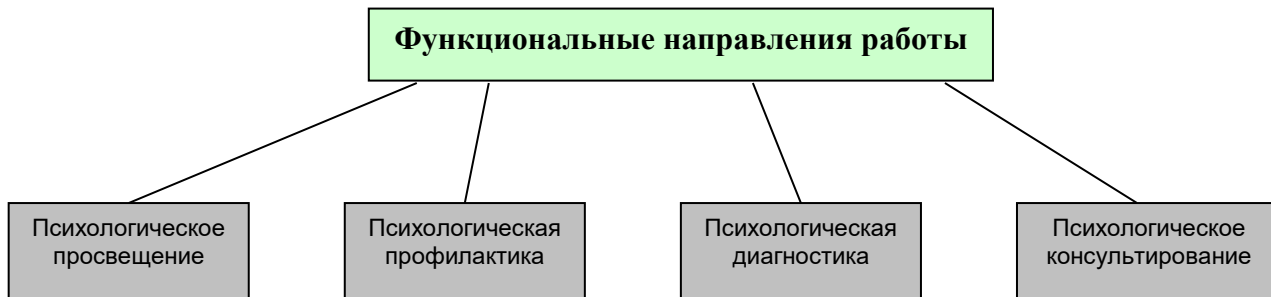 Функциональные направления работы
Психологическое
просвещение
Психологическая
профилактика
Психологическая
диагностика
Психологическое
консультирование